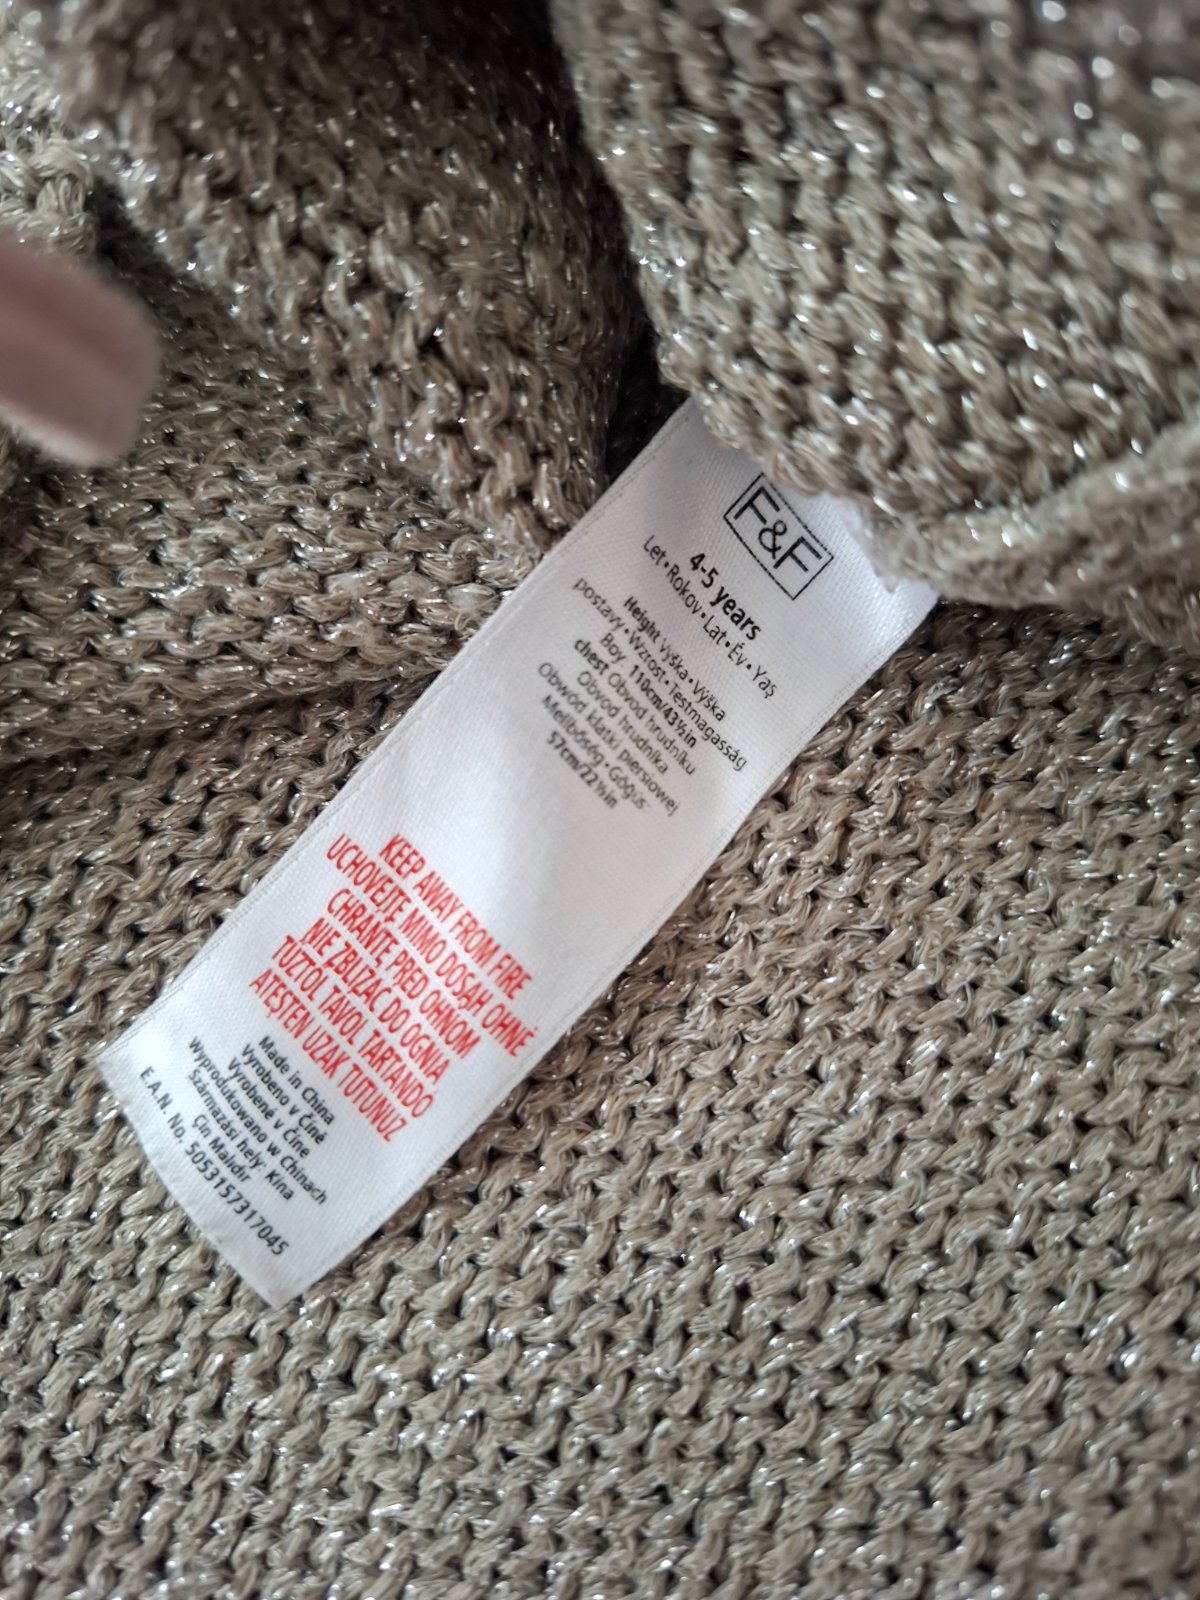 F&F
4-5 years
Let•Rokov•Lat•Év•Yaş
Height Výška•Výška
postavy•Wzrost•Testmagasság
Boy 110cm/43½in
chest Obvod hrudníku
Obvod hrudníka
Obwód klatki piersiowej
Mellbőség•Göğüs
57cm/22½in
KEEP AWAY FROM FIRE
UCHOVEJTE MIMO DOSAH OHNĚ
CHRÁŇTE PRED OHŇOM
NIE ZBLIŻAĆ DO OGNIA
TŰZTŐL TÁVOL TARTANDÓ
ATEŞTEN UZAK TUTUNUZ
Made in China
Vyrobeno v Číně
Vyrobené v Číne
Wyprodukowano w Chinach
Származási hely: Kína
Çin Malıdır
E.A.N. No. 5053157317045